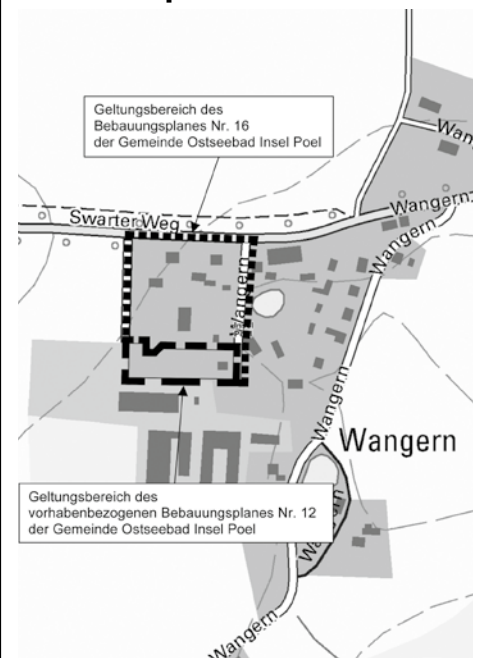 Geltungsbereich des
Bebauungsplanes Nr. 16
der Gemeinde Ostseebad Insel Poel
Wangern
Swarter Weg
Wangern
Wangern
Wangern
Wangern
Wangern
Geltungsbereich des
vorhabenbezogenen Bebauungsplanes Nr. 12
der Gemeinde Ostseebad Insel Poel
Wangern